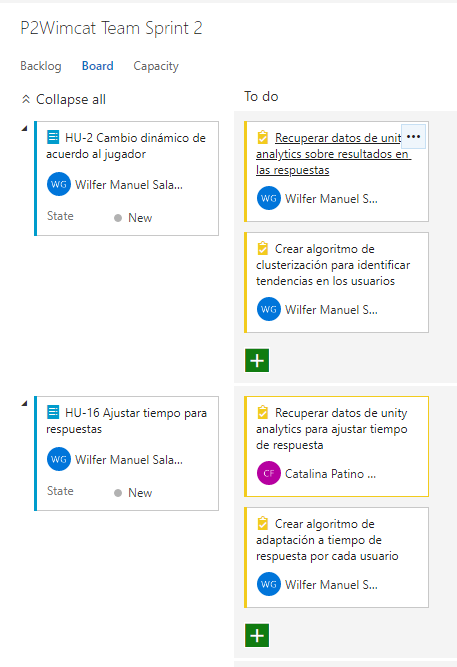 P2Wimcat Team Sprint 2
Backlog Board Capacity
Collapse all
To do
HU-2 Cambio dinámico de
acuerdo al jugador
WG Wilfer Manuel Sala...
State New
Recuperar datos de unity
analytics sobre resultados en
las respuestas
WG Wilfer Manuel S...
Crear algoritmo de
clusterización para identificar
tendencias en los usuarios
WG Wilfer Manuel S...
HU-16 Ajustar tiempo para
respuestas
WG Wilfer Manuel Sala...
State New
Recuperar datos de unity
analytics para ajustar tiempo
de respuesta
CF Catalina Patino ...
Crear algoritmo de
adaptación a tiempo de
respuesta por cada usuario
WG Wilfer Manuel S...